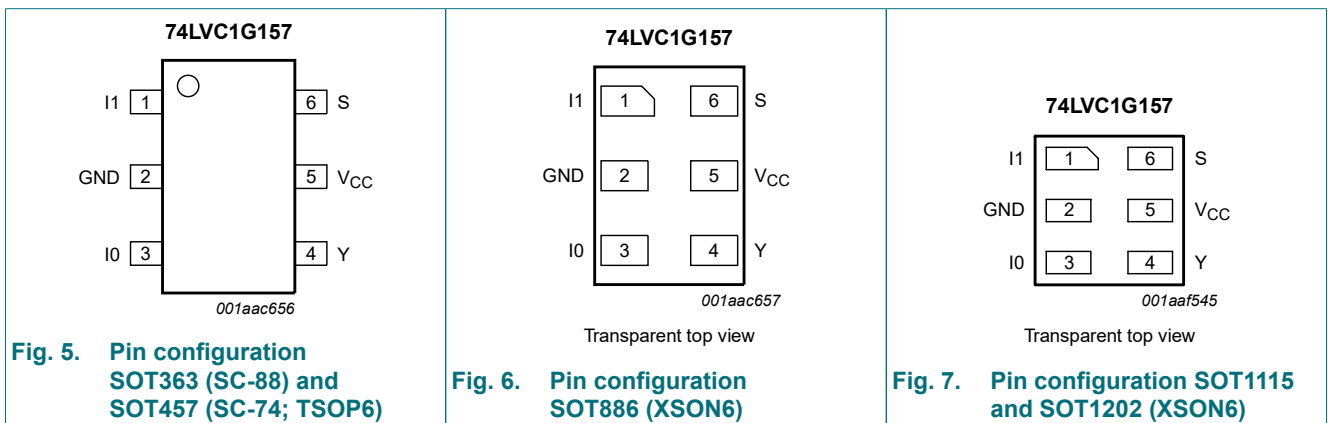 74LVC1G157
I1 1 6 S
GND 2 5 VCC
I0 3 4 Y
001aac656
Fig. 5. Pin configuration
SOT363 (SC-88) and
SOT457 (SC-74; TSOP6)
74LVC1G157
I1 1 6 S
GND 2 5 VCC
I0 3 4 Y
001aac657
Transparent top view
Fig. 6. Pin configuration
SOT886 (XSON6)
74LVC1G157
I1 1 6 S
GND 2 5 VCC
I0 3 4 Y
001aaf545
Transparent top view
Fig. 7. Pin configuration SOT1115
and SOT1202 (XSON6)